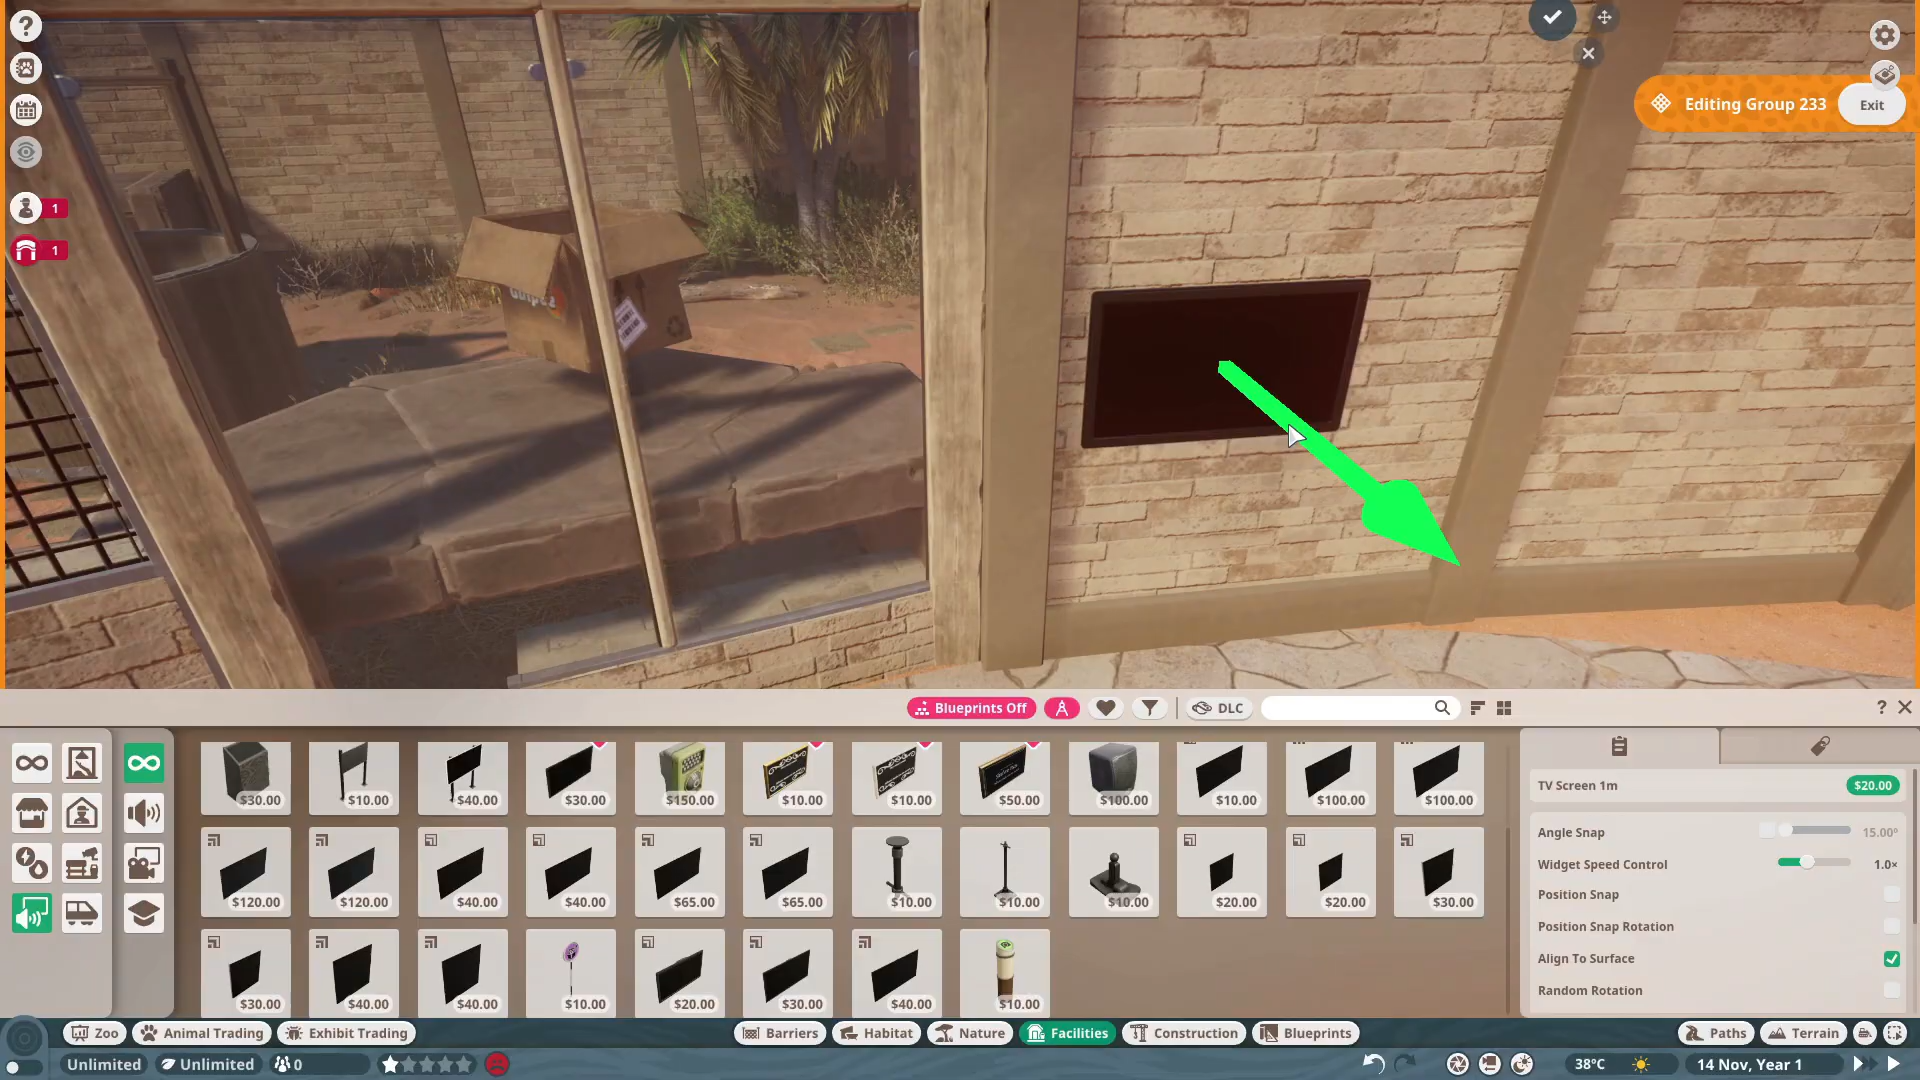 ?
Editing Group 233
Exit
1
1
Blueprints Off
DLC
?
$30.00
$10.00
$40.00
$30.00
$150.00
$10.00
$10.00
$50.00
$100.00
$10.00
$100.00
$100.00
$120.00
$120.00
$40.00
$40.00
$65.00
$65.00
$10.00
$10.00
$10.00
$20.00
$20.00
$30.00
$30.00
$40.00
$40.00
$10.00
$20.00
$30.00
$40.00
$10.00
TV Screen 1m
$20.00
Angle Snap
15.00°
Widget Speed Control
1.0×
Position Snap
Position Snap Rotation
Align To Surface
Random Rotation
Zoo
Animal Trading
Exhibit Trading
Barriers
Habitat
Nature
Facilities
Construction
Blueprints
Paths
Terrain
Unlimited
Unlimited
0
38°C
14 Nov, Year 1